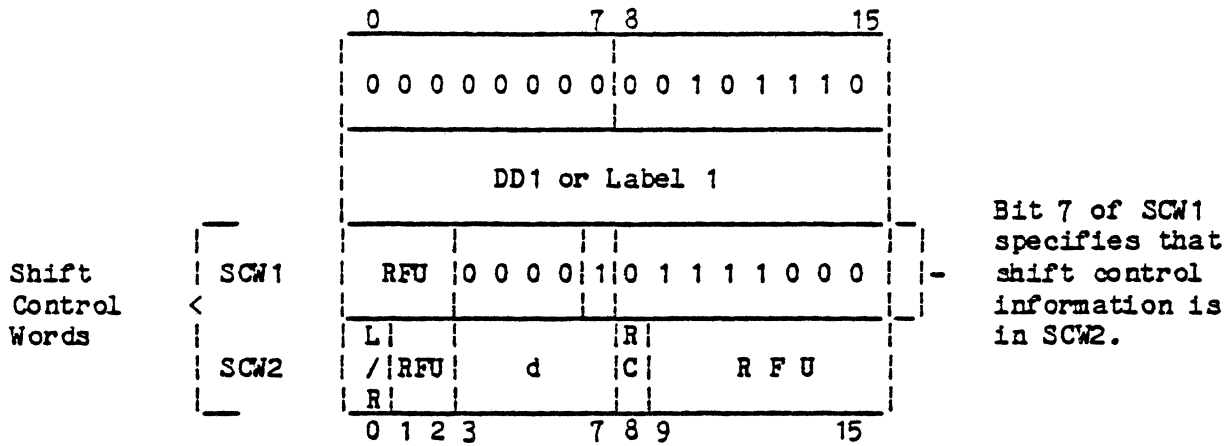 0 7 8 15
0 0 0 0 0 0 0 0 0 0 1 0 1 1 1 0
DD1 or Label 1
Shift
Control
Words
<
SCW1
RFU 0 0 0 0 1 0 1 1 1 1 0 0 0
SCW2
L
/
R
RFU
d
R
C
R F U
0 1 2 3 7 8 9 15
Bit 7 of SCW1
specifies that
shift control
information is
in SCW2.